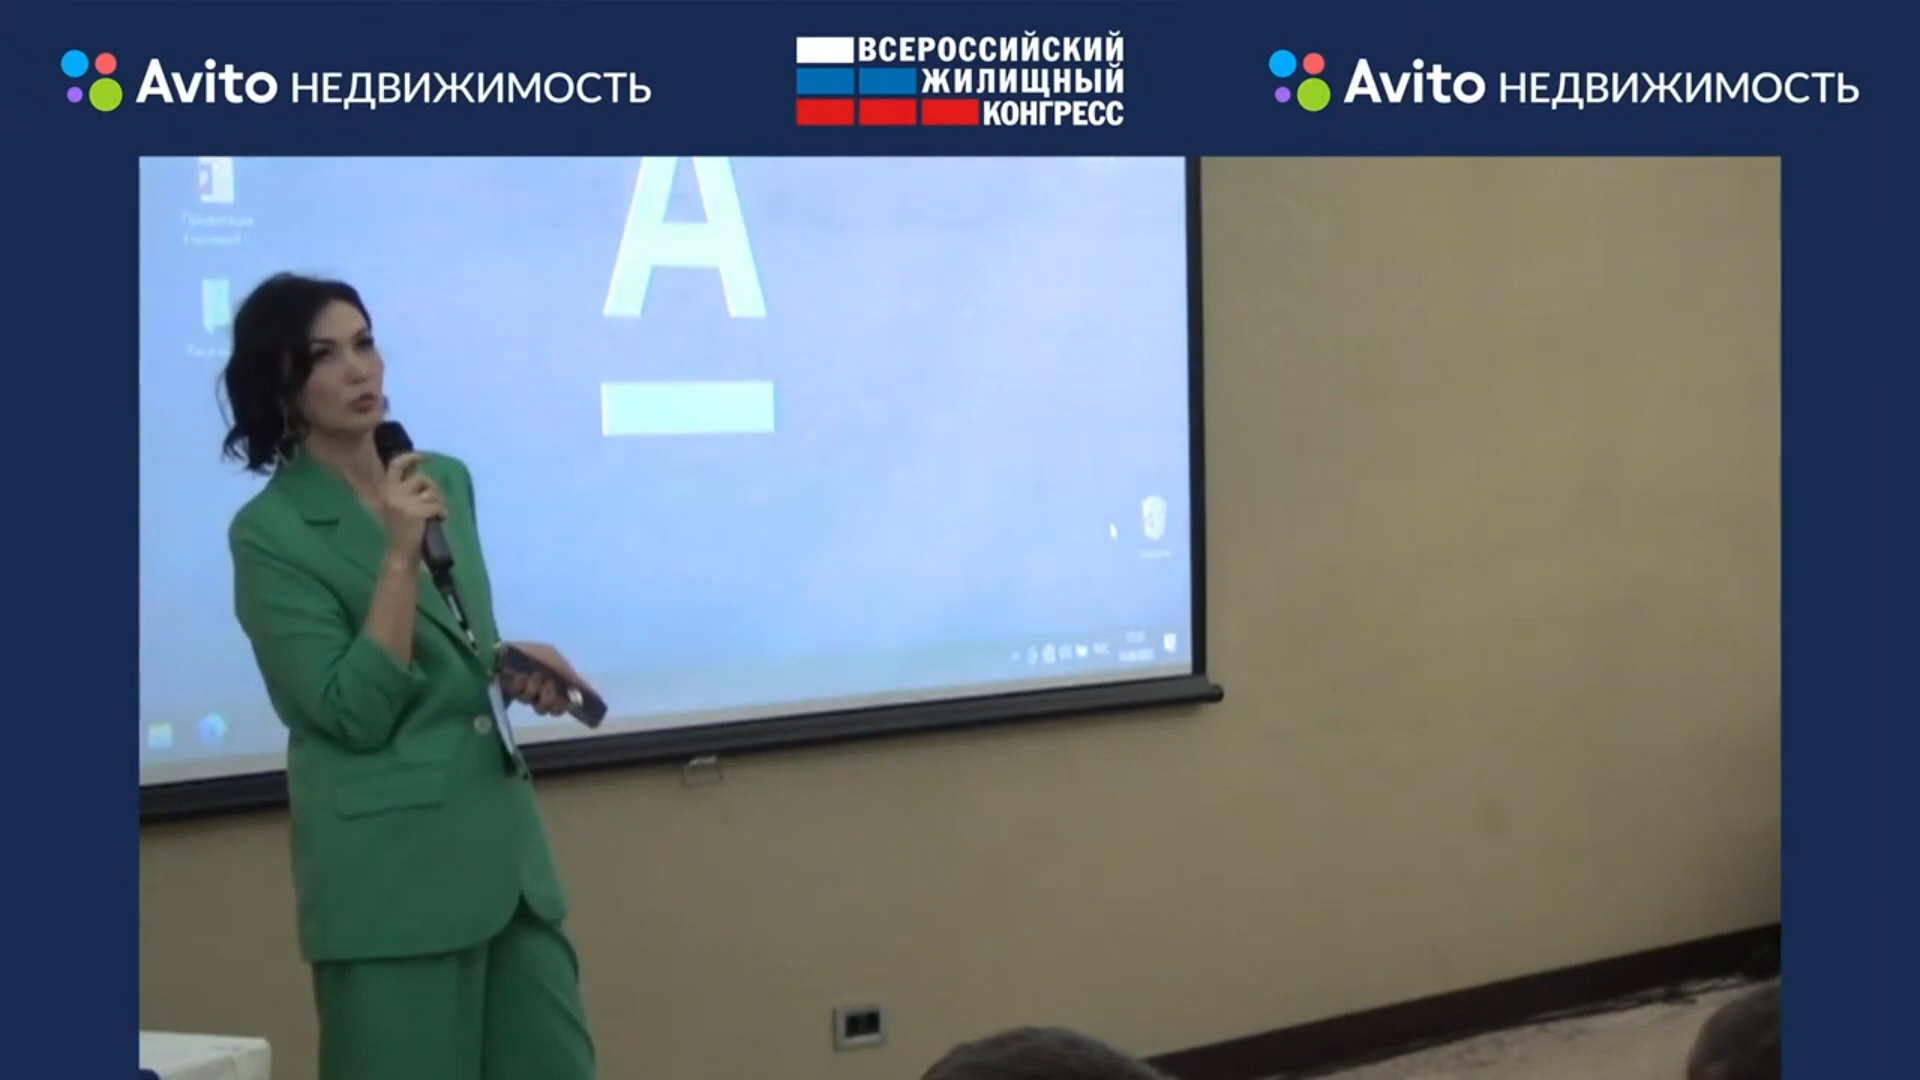 Avito НЕДВИЖИМОСТЬ
ВСЕРОССИЙСКИЙ
ЖИЛИЩНЫЙ
КОНГРЕСС
Avito НЕДВИЖИМОСТЬ
А